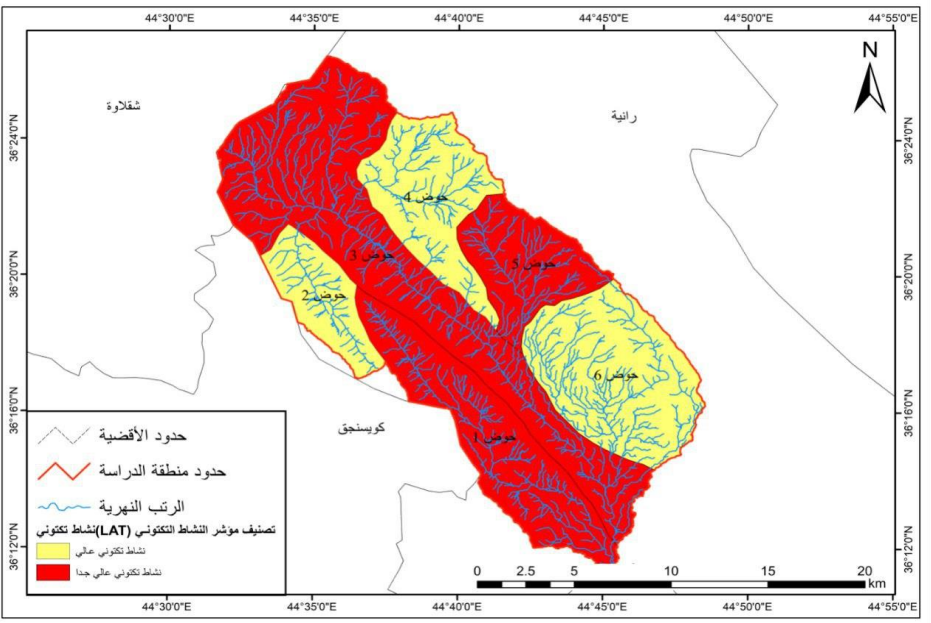 44°30'0"E
44°35'0"E
44°40'0"E
44°45'0"E
44°50'0"E
44°55'0"E
N
شقلاوة
رانية
36°24'0"N
36°24'0"N
حوض 4
حوض 3
حوض 5
36°20'0"N
36°20'0"N
حوض 2
حوض 6
36°16'0"N
36°16'0"N
كويسنجق
حوض 1
حدود الأقضية
حدود منطقة الدراسة
الرتب النهرية
تصنيف مؤشر النشاط التكتوني (LAT)نشاط تكتوني
نشاط تكتوني عالي
نشاط تكتوني عالي جدا
36°12'0"N
36°12'0"N
0 2.5 5 10 15 20
km
44°30'0"E
44°35'0"E
44°40'0"E
44°45'0"E
44°50'0"E
44°55'0"E